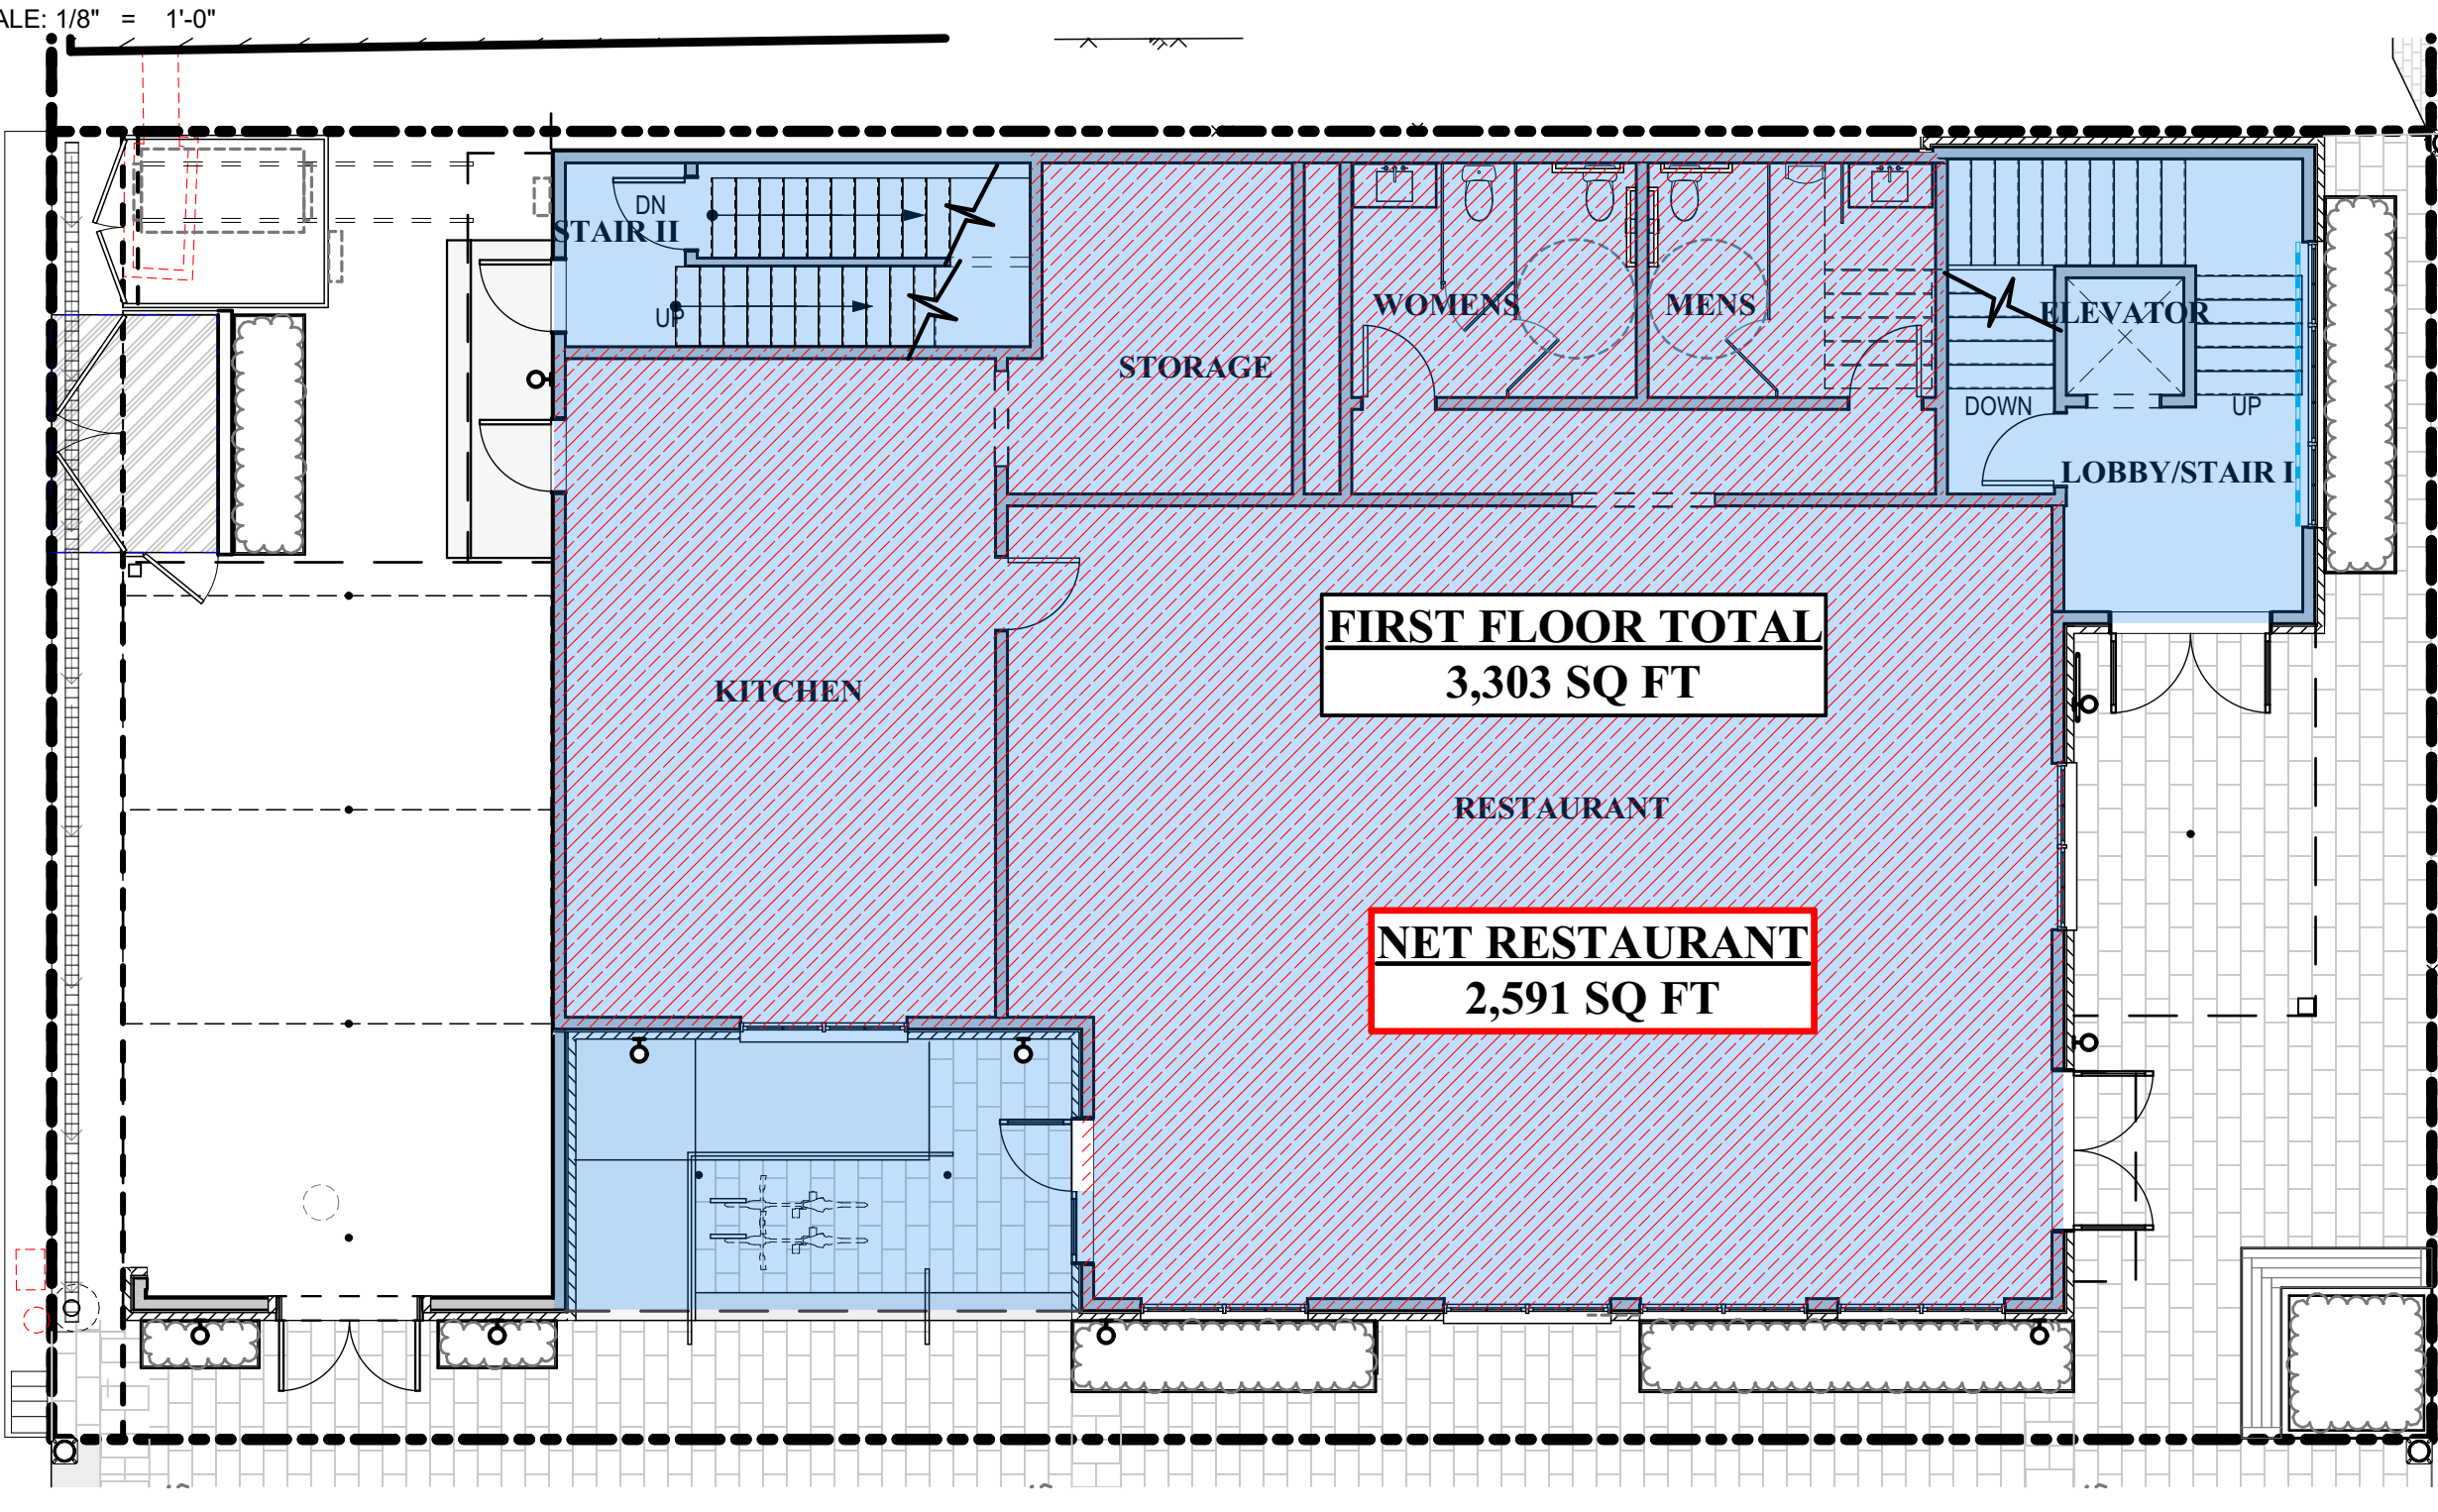 ALE: 1/8" = 1'-0"
DN
STAIR II
UP
WOMENS
MENS
ELEVATOR
STORAGE
DOWN
UP
LOBBY/STAIR I
FIRST FLOOR TOTAL
3,303 SQ FT
KITCHEN
RESTAURANT
NET RESTAURANT
2,591 SQ FT